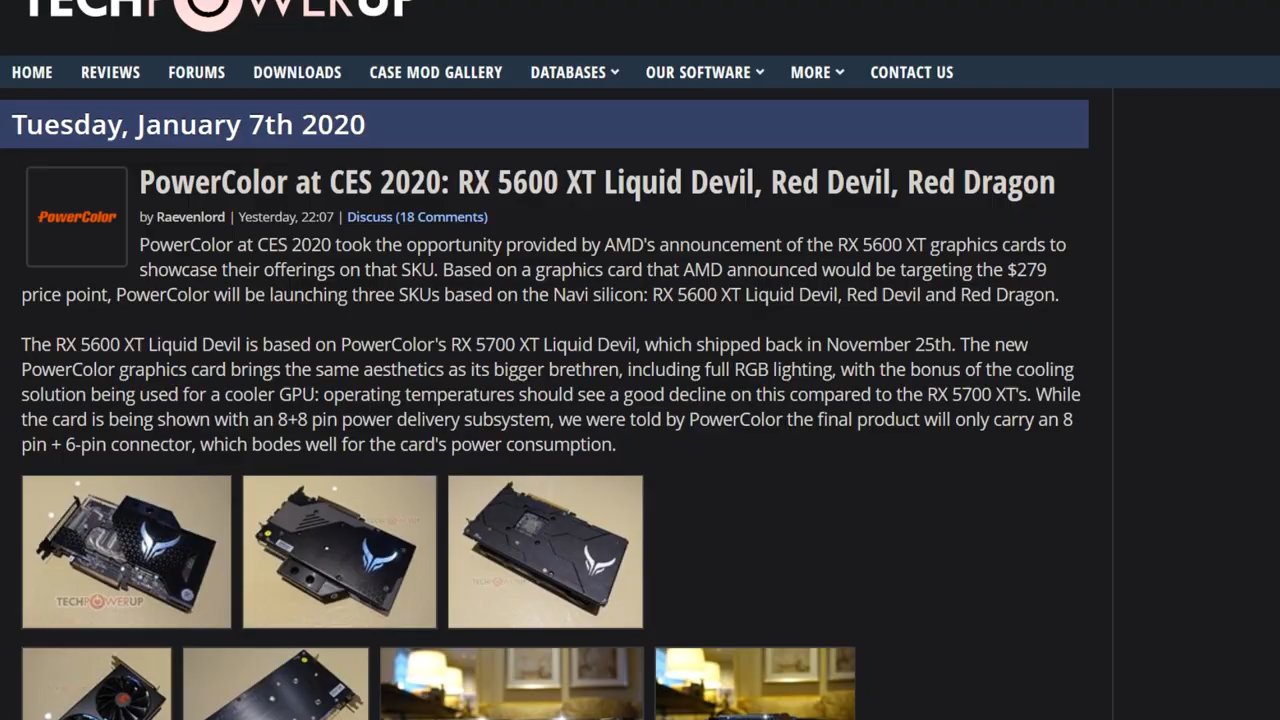 TECHPOWERUP
HOME REVIEWS FORUMS DOWNLOADS CASE MOD GALLERY DATABASES OUR SOFTWARE MORE CONTACT US
Tuesday, January 7th 2020
PowerColor at CES 2020: RX 5600 XT Liquid Devil, Red Devil, Red Dragon
PowerColor
by Raevenlord | Yesterday, 22:07 | Discuss (18 Comments)
PowerColor at CES 2020 took the opportunity provided by AMD's announcement of the RX 5600 XT graphics cards to
showcase their offerings on that SKU. Based on a graphics card that AMD announced would be targeting the $279
price point, PowerColor will be launching three SKUs based on the Navi silicon: RX 5600 XT Liquid Devil, Red Devil and Red Dragon.
The RX 5600 XT Liquid Devil is based on PowerColor's RX 5700 XT Liquid Devil, which shipped back in November 25th. The new
PowerColor graphics card brings the same aesthetics as its bigger brethren, including full RGB lighting, with the bonus of the cooling
solution being used for a cooler GPU: operating temperatures should see a good decline on this compared to the RX 5700 XT's. While
the card is being shown with an 8+8 pin power delivery subsystem, we were told by PowerColor the final product will only carry an 8
pin + 6-pin connector, which bodes well for the card's power consumption.
TECHPOWERUP